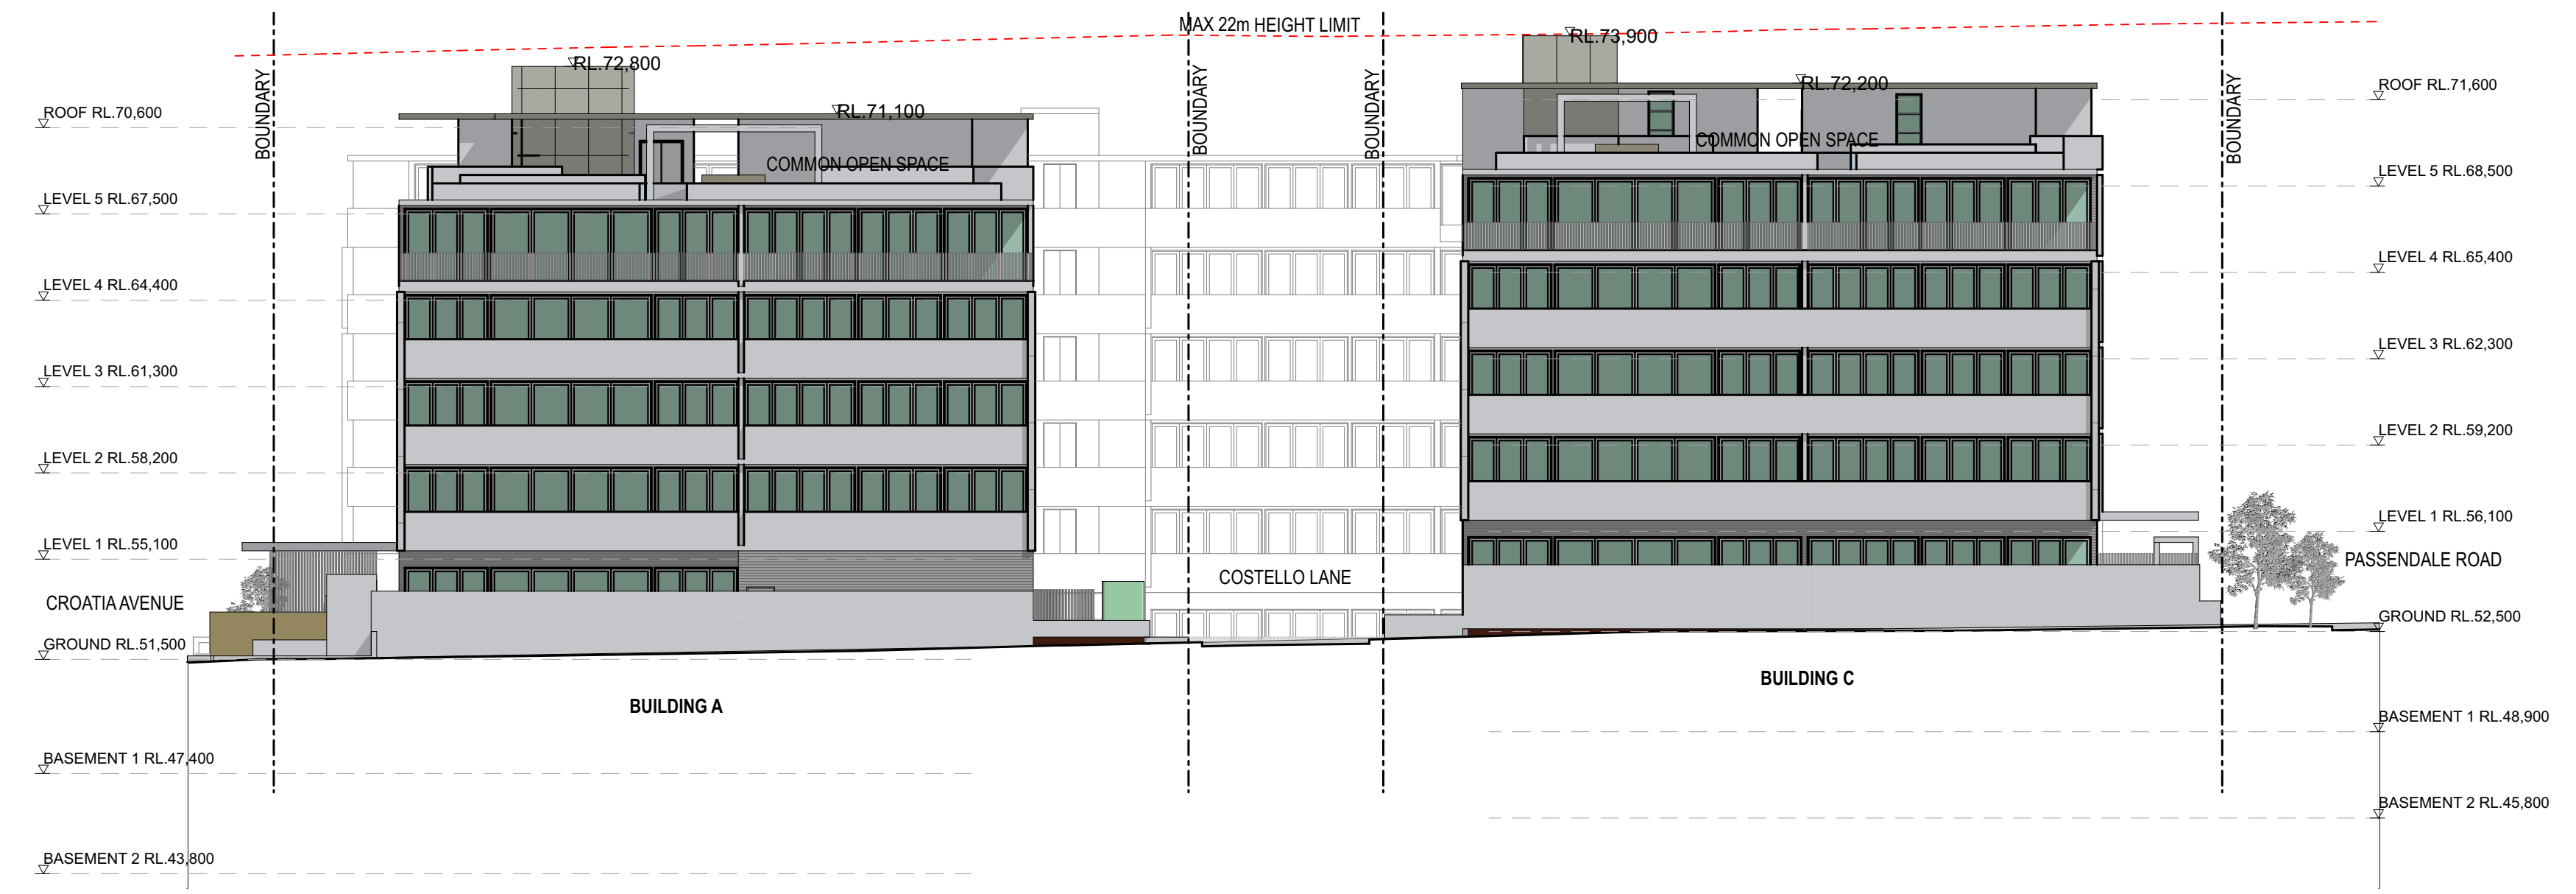 MAX 22m HEIGHT LIMIT
RL.73,900
RL.72,800
RL.72,200
RL.71,100
BOUNDARY
BOUNDARY
BOUNDARY
BOUNDARY
COMMON OPEN SPACE
COMMON OPEN SPACE
ROOF RL.70,600
LEVEL 5 RL.67,500
LEVEL 4 RL.64,400
LEVEL 3 RL.61,300
LEVEL 2 RL.58,200
LEVEL 1 RL.55,100
CROATIA AVENUE
GROUND RL.51,500
BASEMENT 1 RL.47,400
BASEMENT 2 RL.43,800
BUILDING A
COSTELLO LANE
BUILDING C
ROOF RL.71,600
LEVEL 5 RL.68,500
LEVEL 4 RL.65,400
LEVEL 3 RL.62,300
LEVEL 2 RL.59,200
LEVEL 1 RL.56,100
PASSENDALE ROAD
GROUND RL.52,500
BASEMENT 1 RL.48,900
BASEMENT 2 RL.45,800